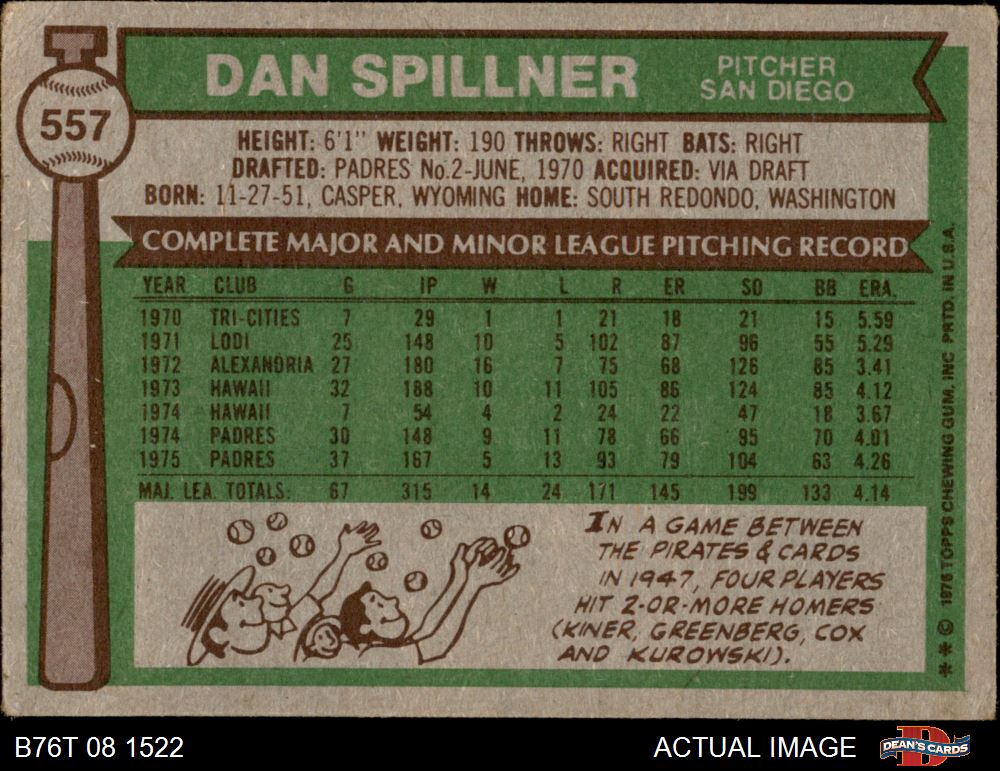 DAN SPILLNER
PITCHER
SAN DIEGO
557
HEIGHT: 6'1" WEIGHT: 190 THROWS: RIGHT BATS: RIGHT
DRAFTED: PADRES No.2-JUNE, 1970 ACQUIRED: VIA DRAFT
BORN: 11-27-51, CASPER, WYOMING HOME: SOUTH REDONDO, WASHINGTON
COMPLETE MAJOR AND MINOR LEAGUE PITCHING RECORD
YEAR CLUB G IP W L R ER SO BB ERA.
1970 TRI-CITIES 7 29 1 1 21 18 21 15 5.59
1971 LODI 25 148 10 5 102 87 96 55 5.29
1972 ALEXANDRIA 27 180 16 7 75 68 126 85 3.41
1973 HAWAII 32 188 10 11 105 86 124 85 4.12
1974 HAWAII 7 54 4 2 24 22 47 18 3.67
1974 PADRES 30 148 9 11 78 66 95 70 4.01
1975 PADRES 37 167 5 13 93 79 104 63 4.26
MAJ. LEA. TOTALS: 67 315 14 24 171 145 199 133 4.14
IN A GAME BETWEEN
THE PIRATES & CARDS
IN 1947, FOUR PLAYERS
HIT 2-OR-MORE HOMERS
(KINER, GREENBERG, COX
AND KUROWSKI).
** © 1976 TOPPS CHEWING GUM, INC PRTD. IN U.S.A.
B76T 08 1522
ACTUAL IMAGE
DEAN'S CARDS